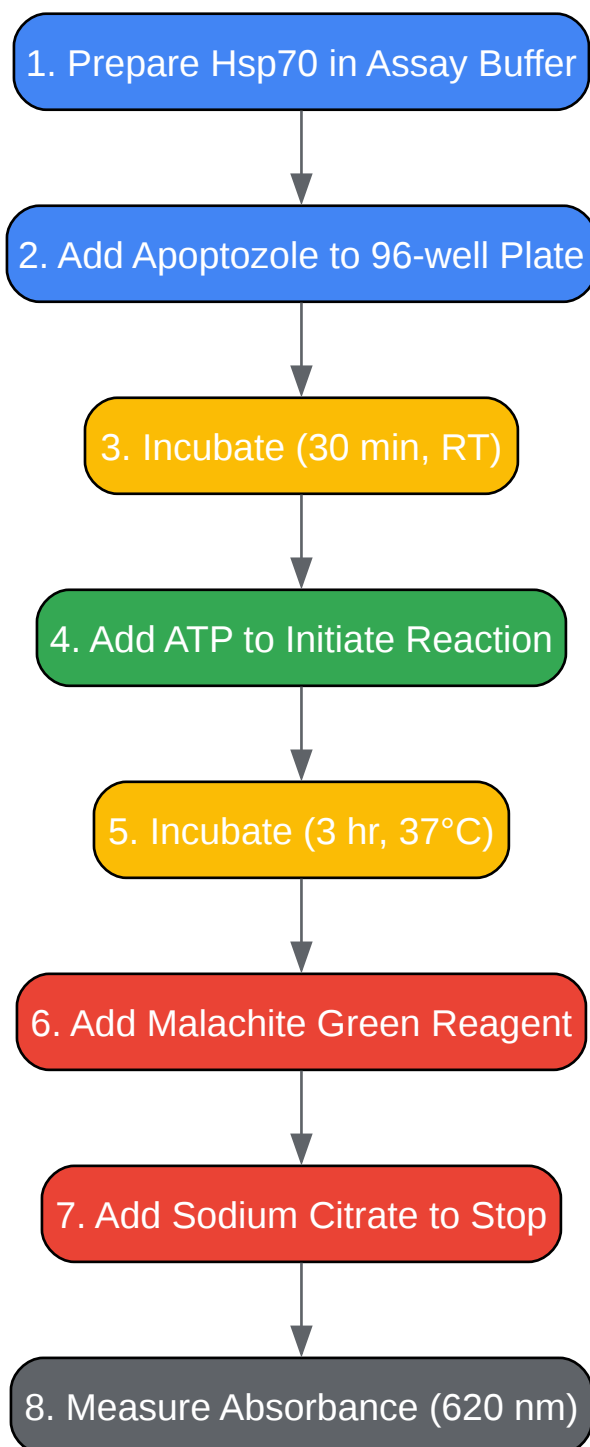 1. Prepare Hsp70 in Assay Buffer
2. Add Apoptozole to 96-well Plate
3. Incubate (30 min, RT)
4. Add ATP to Initiate Reaction
5. Incubate (3 hr, 37°C)
6. Add Malachite Green Reagent
7. Add Sodium Citrate to Stop
8. Measure Absorbance (620 nm)